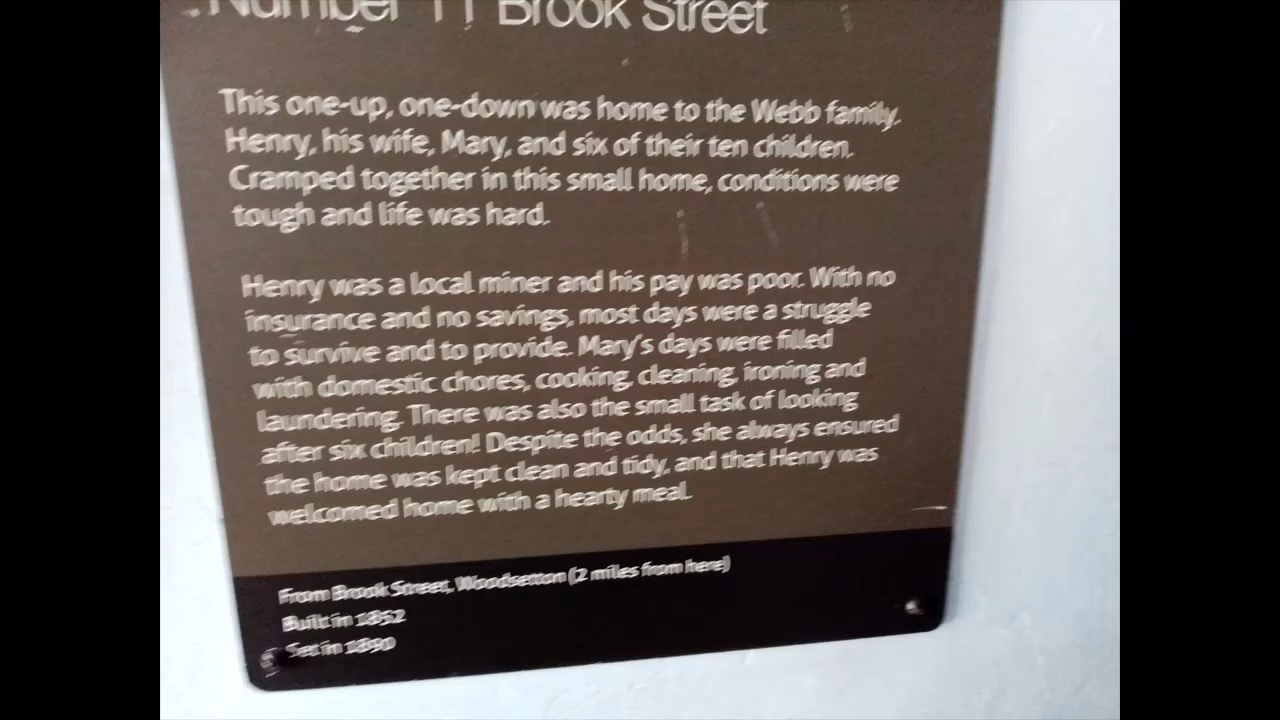 Number 11 Brook Street
This one-up, one-down was home to the Webb family,
Henry, his wife, Mary, and six of their ten children.
Cramped together in this small home, conditions were
tough and life was hard.
Henry was a local miner and his pay was poor. With no
insurance and no savings, most days were a struggle
to survive and to provide. Mary's days were filled
with domestic chores, cooking, cleaning, ironing and
laundering. There was also the small task of looking
after six children! Despite the odds, she always ensured
the home was kept clean and tidy, and that Henry was
welcomed home with a hearty meal.
From Brook Street, Woodsetton (2 miles from here)
Built in 1852
Set in 1890